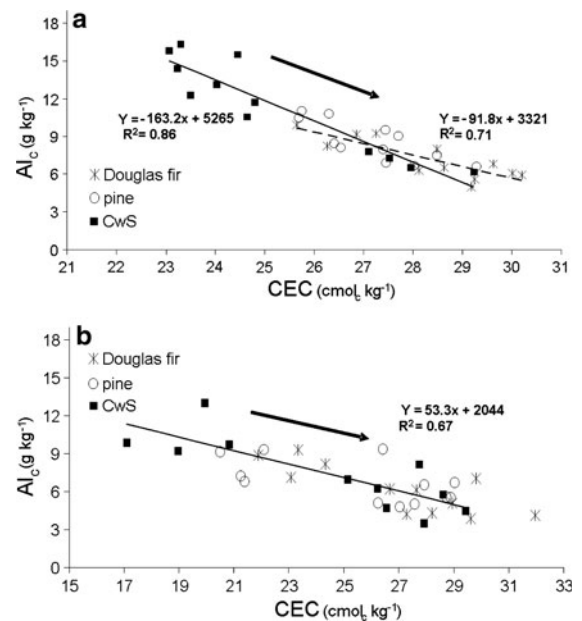 a
18
15
12
9
6
3
0
Al_C (g kg⁻¹)
Y = -163.2x + 5265
R² = 0.86
Y = -91.8x + 3321
R² = 0.71
Douglas fir
pine
CwS
21 22 23 24 25 26 27 28 29 30 31
CEC (cmol_c kg⁻¹)
b
18
15
12
9
6
3
0
Al_C (g kg⁻¹)
Douglas fir
pine
CwS
Y = 53.3x + 2044
R² = 0.67
15 17 19 21 23 25 27 29 31 33
CEC (cmol_c kg⁻¹)